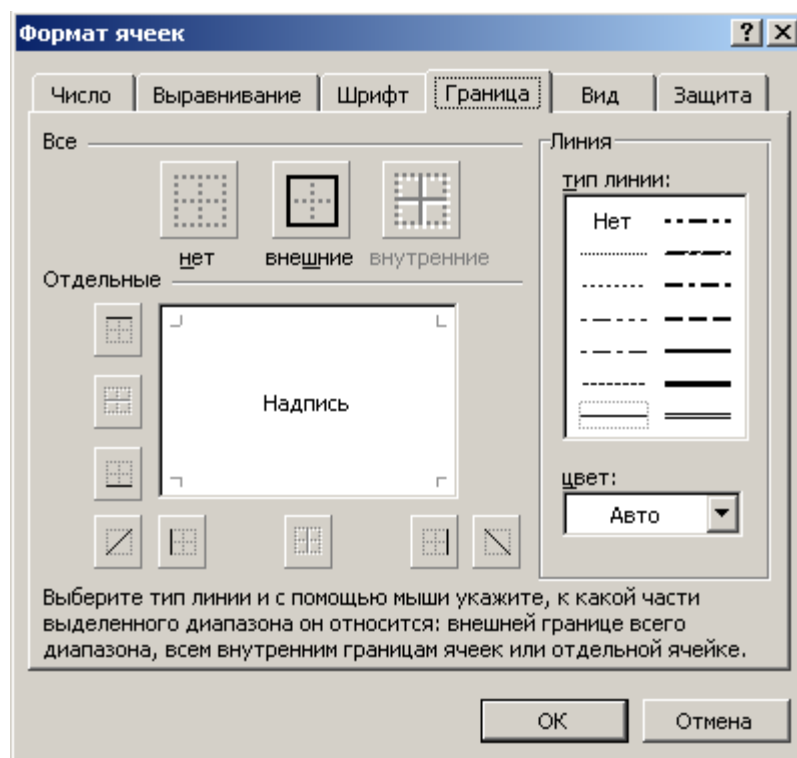 Формат ячеек
Число Выравнивание Шрифт Граница Вид Защита
Все
нет внешние внутренние
Отдельные
Надпись
Линия
тип линии:
Нет
цвет:
Авто
Выберите тип линии и с помощью мыши укажите, к какой части
выделенного диапазона он относится: внешней границе всего
диапазона, всем внутренним границам ячеек или отдельной ячейке.
ОК Отмена